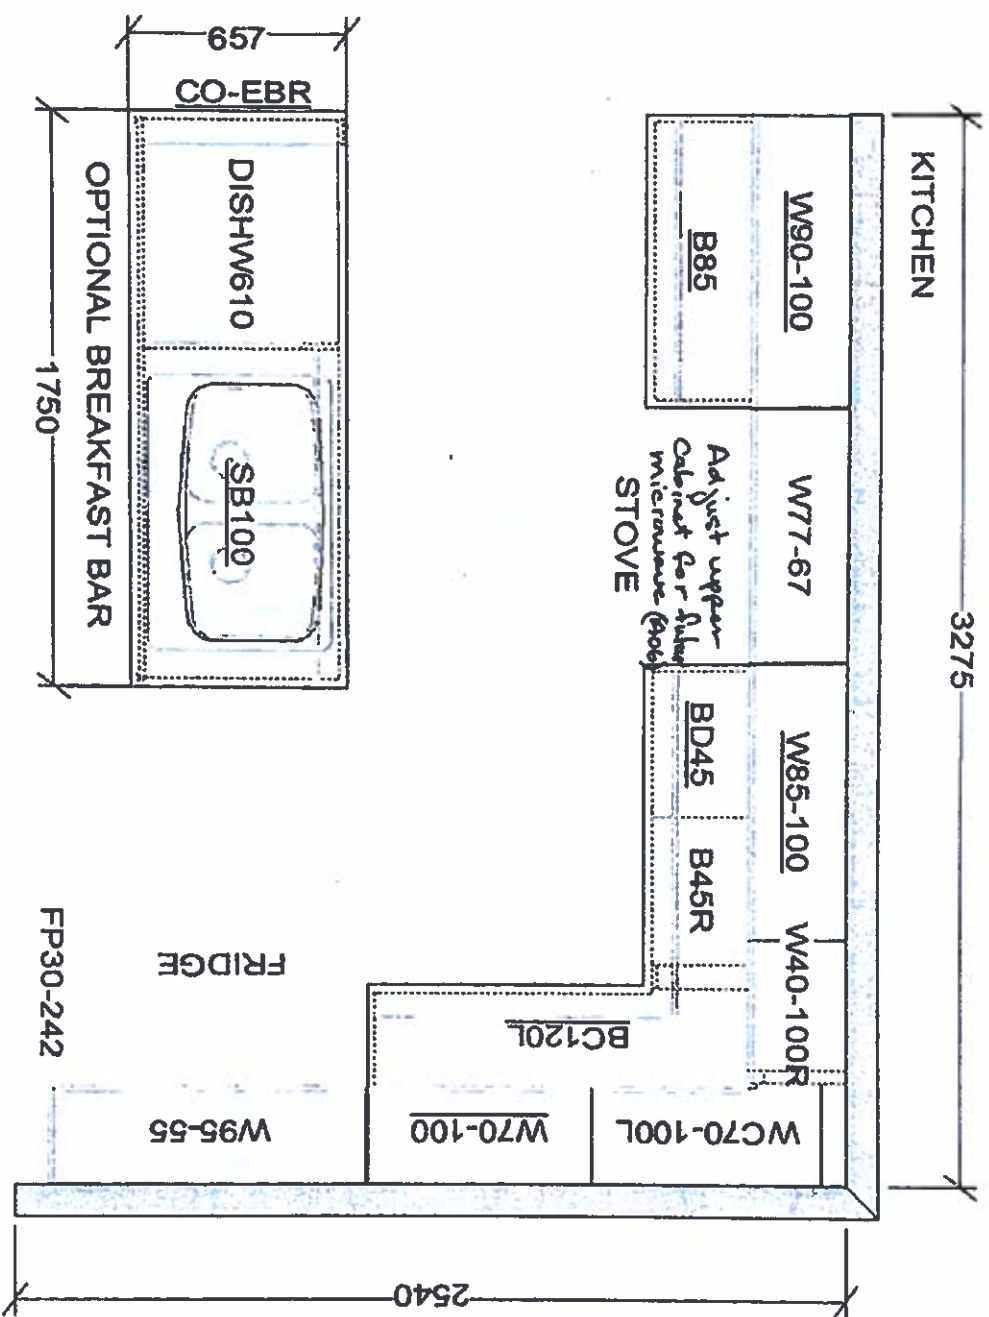 KITCHEN
3275
W90-100
W77-67
W85-100
W40-100R
B85
Adjust upper
Cabinet for
microwave
STOVE
BD45
B45R
WC70-100L
W70-100
BC120L
W95-55
FRIDGE
FP30-242
2540
657
CO-EBR
DISHW610
SB100
OPTIONAL BREAKFAST BAR
1750